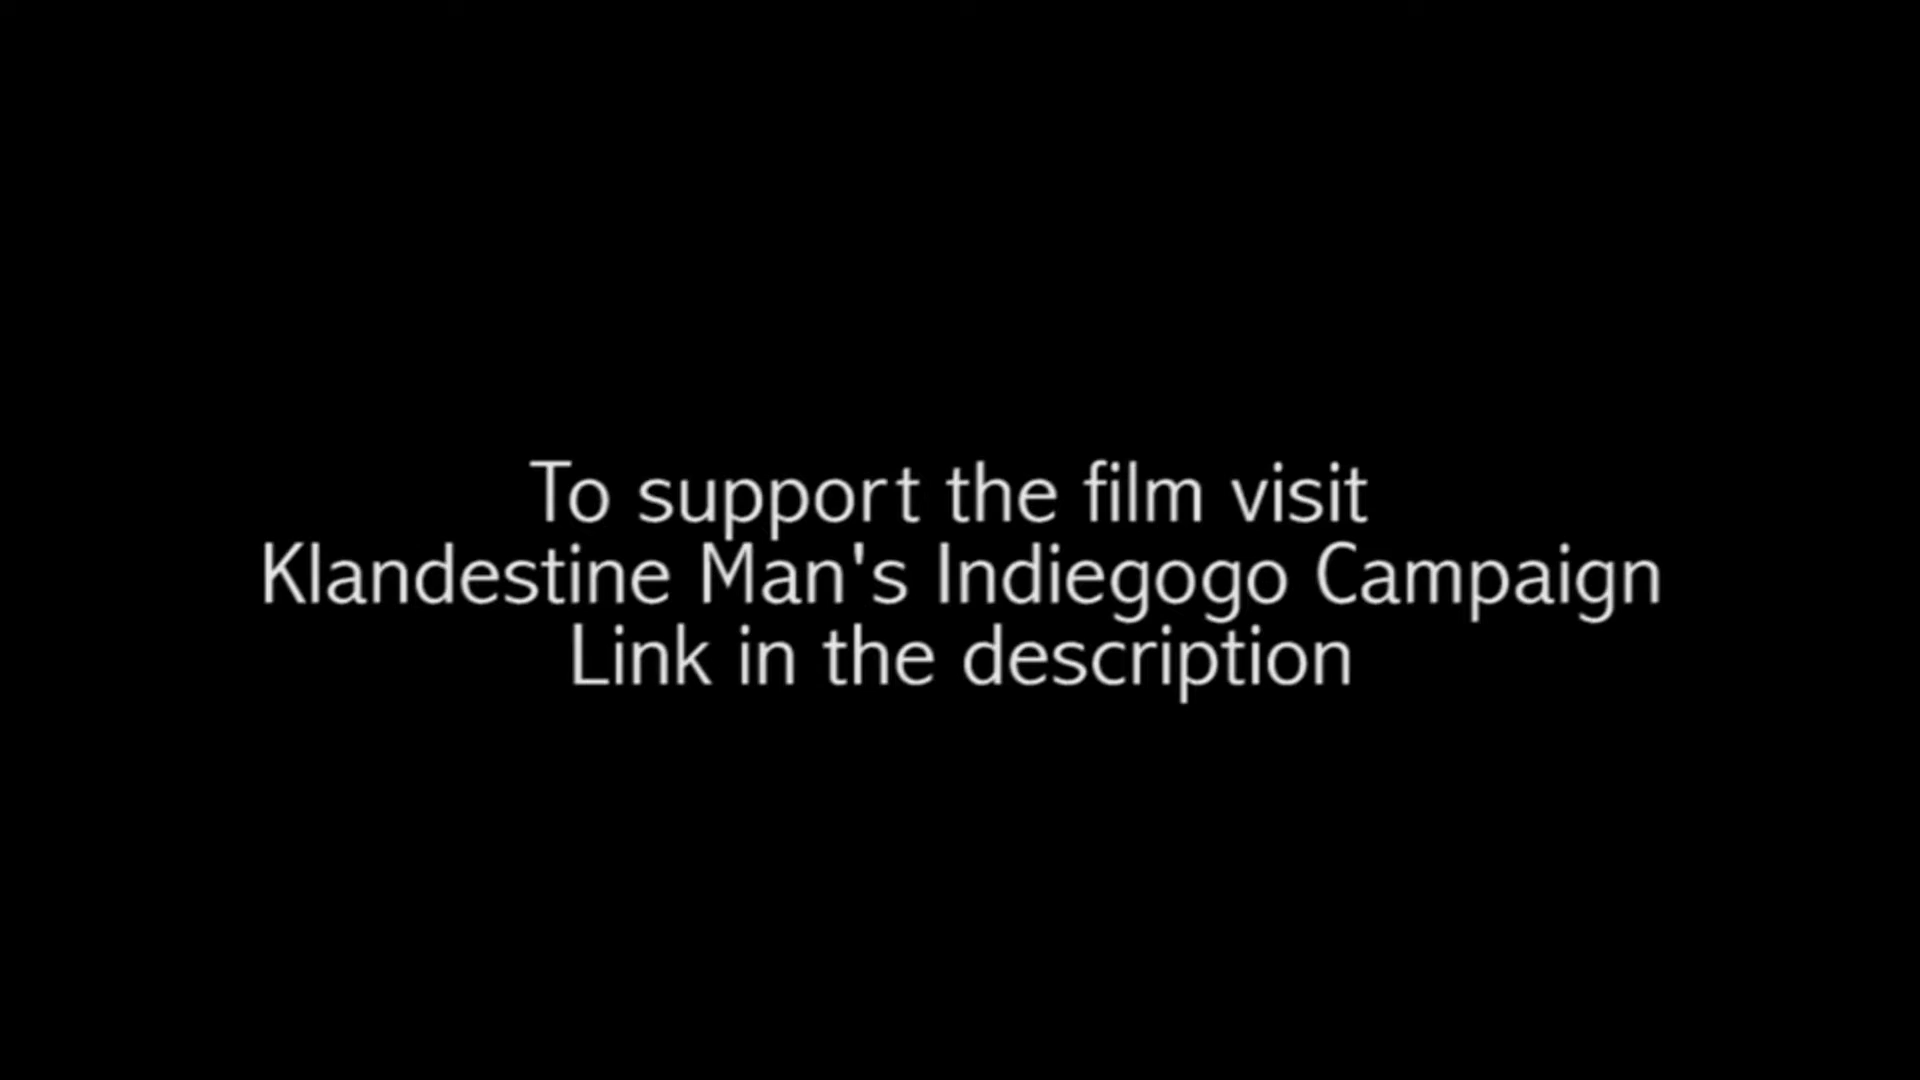 To support the film visit
Klandestine Man's Indiegogo Campaign
Link in the description